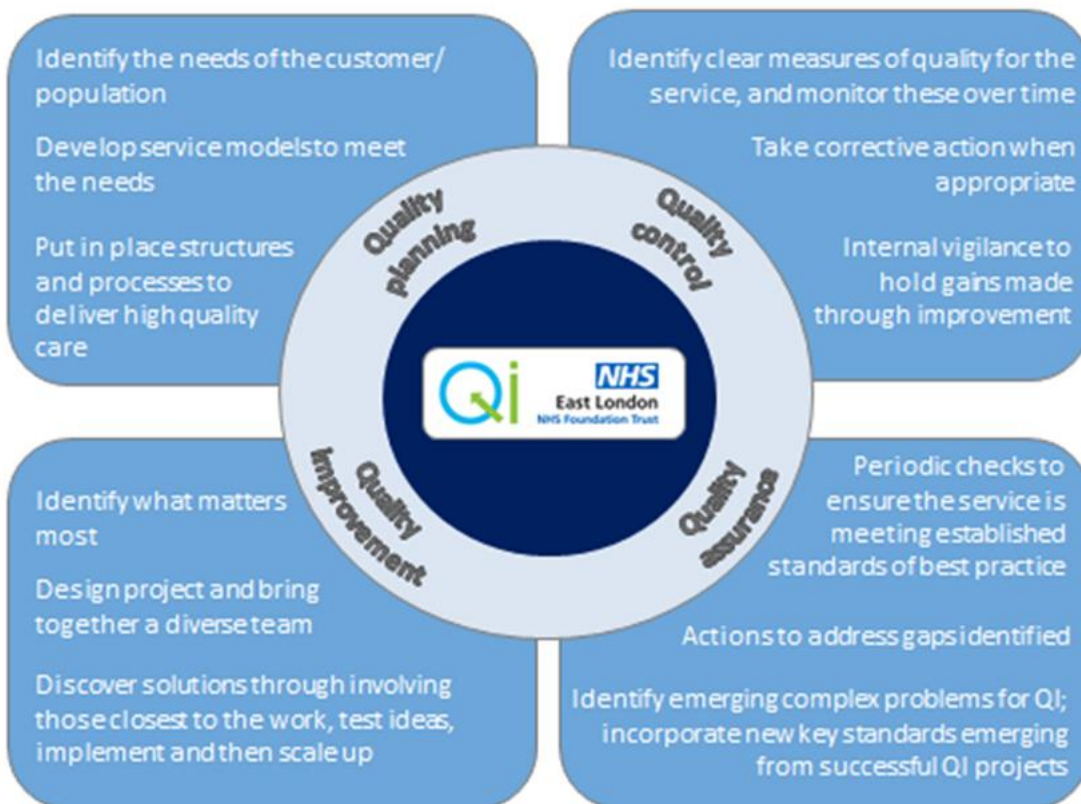 Identify the needs of the customer/
population
Develop service models to meet
the needs
Put in place structures
and processes to
deliver high quality
care
Identify clear measures of quality for the
service, and monitor these over time
Take corrective action when
appropriate
Internal vigilance to
hold gains made
through improvement
Quality
planning
Quality
control
Qi
NHS
East London
NHS Foundation Trust
Quality
improvement
Quality
assurance
Identify what matters
most
Design project and bring
together a diverse team
Discover solutions through involving
those closest to the work, test ideas,
implement and then scale up
Periodic checks to
ensure the service is
meeting established
standards of best practice
Actions to address gaps identified
Identify emerging complex problems for QI;
incorporate new key standards emerging
from successful QI projects